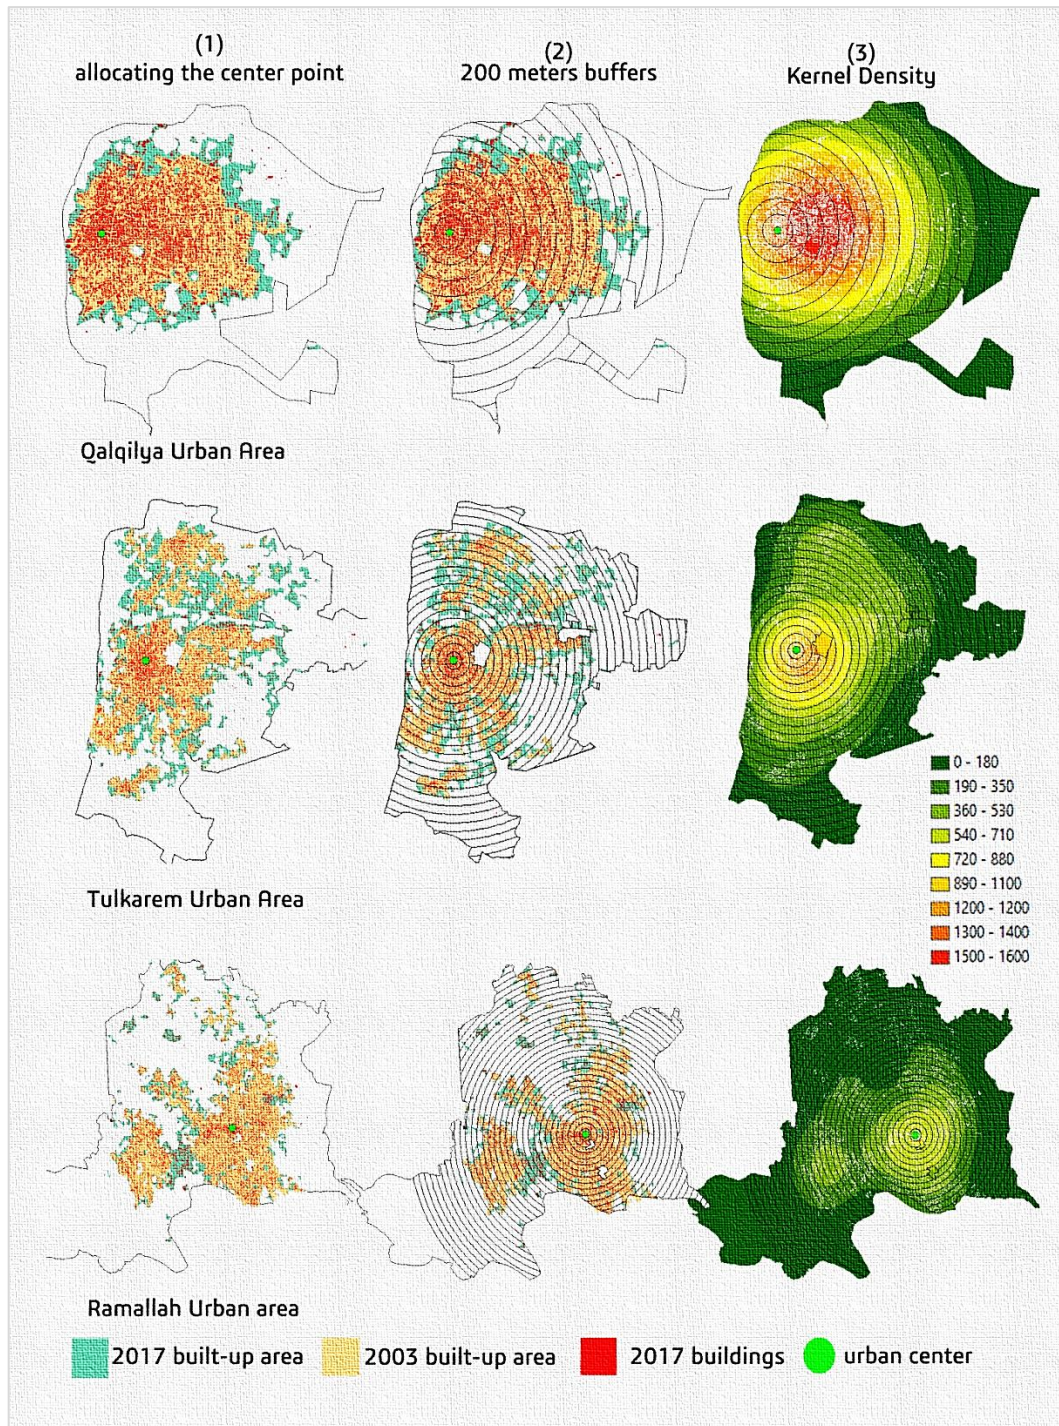 (1)
allocating the center point
(2)
200 meters buffers
(3)
Kernel Density
Qalqilya Urban Area
Tulkarem Urban Area
0 - 180
190 - 350
360 - 530
540 - 710
720 - 880
890 - 1100
1200 - 1200
1300 - 1400
1500 - 1600
Ramallah Urban area
2017 built-up area
2003 built-up area
2017 buildings
urban center